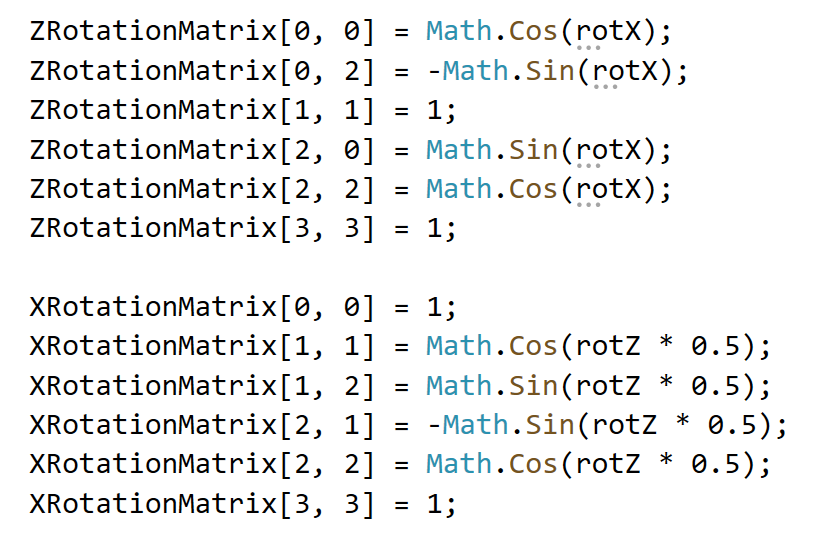 ZRotationMatrix[0, 0] = Math.Cos(rotX);
ZRotationMatrix[0, 2] = -Math.Sin(rotX);
ZRotationMatrix[1, 1] = 1;
ZRotationMatrix[2, 0] = Math.Sin(rotX);
ZRotationMatrix[2, 2] = Math.Cos(rotX);
ZRotationMatrix[3, 3] = 1;
XRotationMatrix[0, 0] = 1;
XRotationMatrix[1, 1] = Math.Cos(rotZ * 0.5);
XRotationMatrix[1, 2] = Math.Sin(rotZ * 0.5);
XRotationMatrix[2, 1] = -Math.Sin(rotZ * 0.5);
XRotationMatrix[2, 2] = Math.Cos(rotZ * 0.5);
XRotationMatrix[3, 3] = 1;